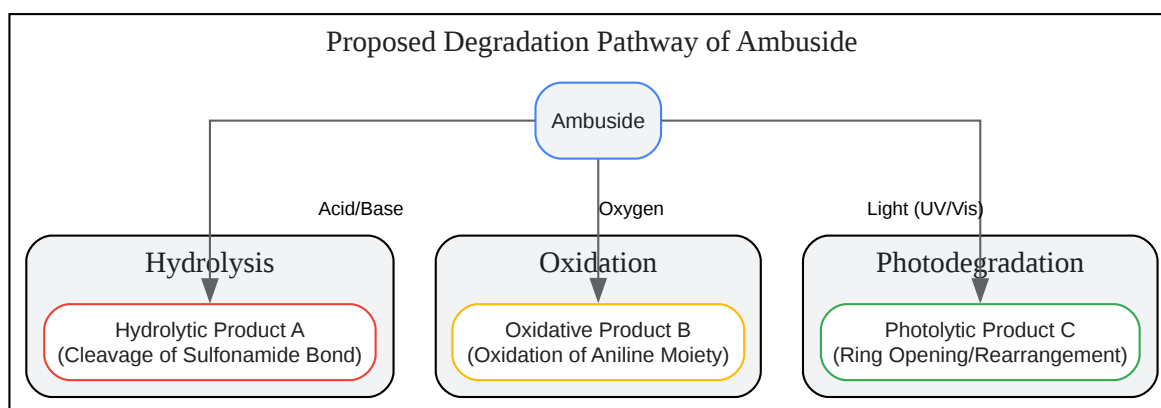 Proposed Degradation Pathway of Ambuside
Ambuside
Acid/Base
Oxygen
Light (UV/Vis)
Hydrolysis
Oxidation
Photodegradation
Hydrolytic Product A
(Cleavage of Sulfonamide Bond)
Oxidative Product B
(Oxidation of Aniline Moiety)
Photolytic Product C
(Ring Opening/Rearrangement)